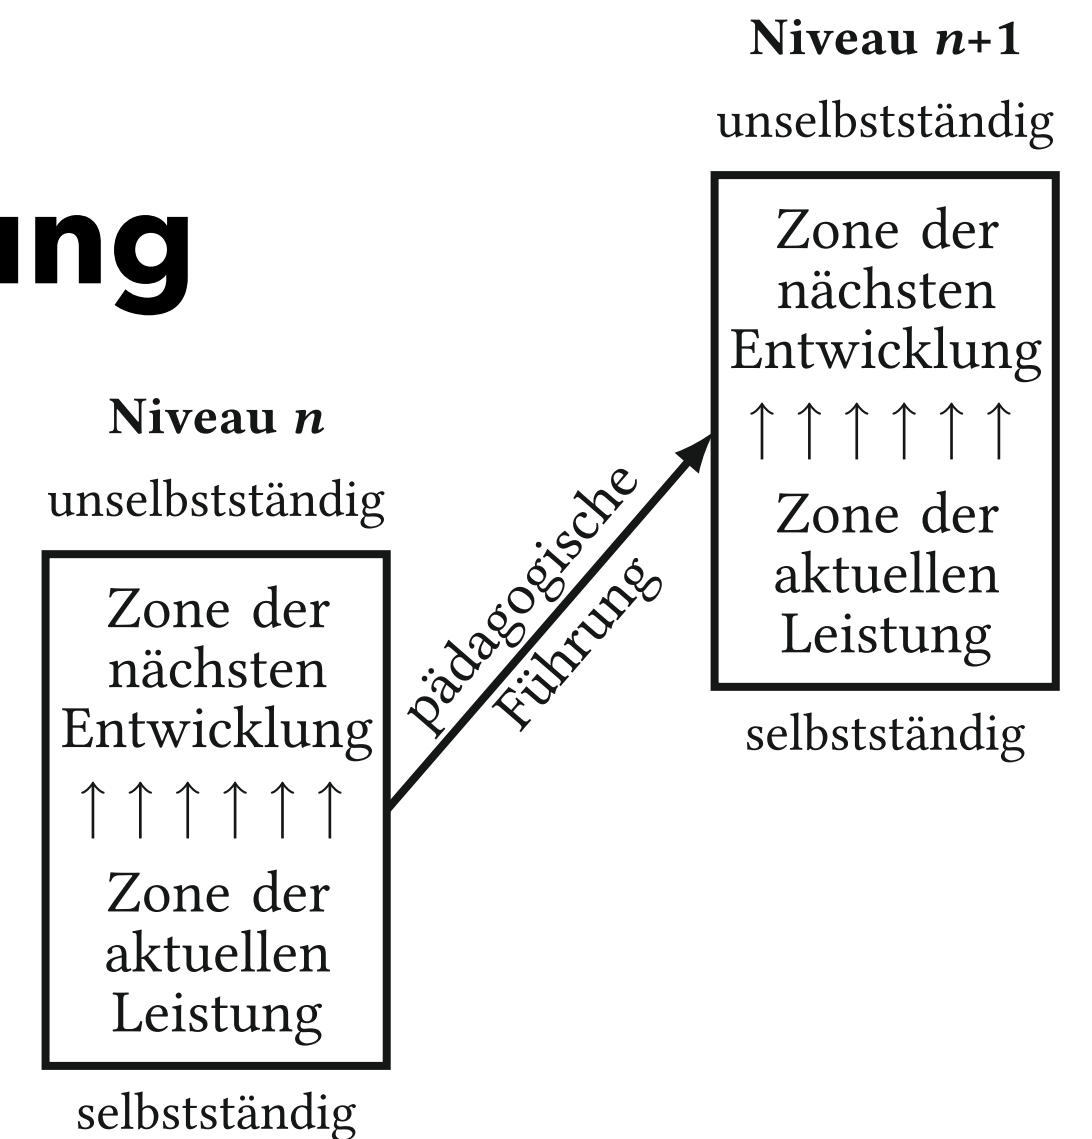 Niveau n+1
unselbstständig
Zone der
nächsten
Entwicklung
↑ ↑ ↑ ↑ ↑ ↑
Zone der
aktuellen
Leistung
selbstständig
ung
Niveau n
unselbstständig
Zone der
nächsten
Entwicklung
↑ ↑ ↑ ↑ ↑ ↑
Zone der
aktuellen
Leistung
selbstständig
pädagogische
Führung